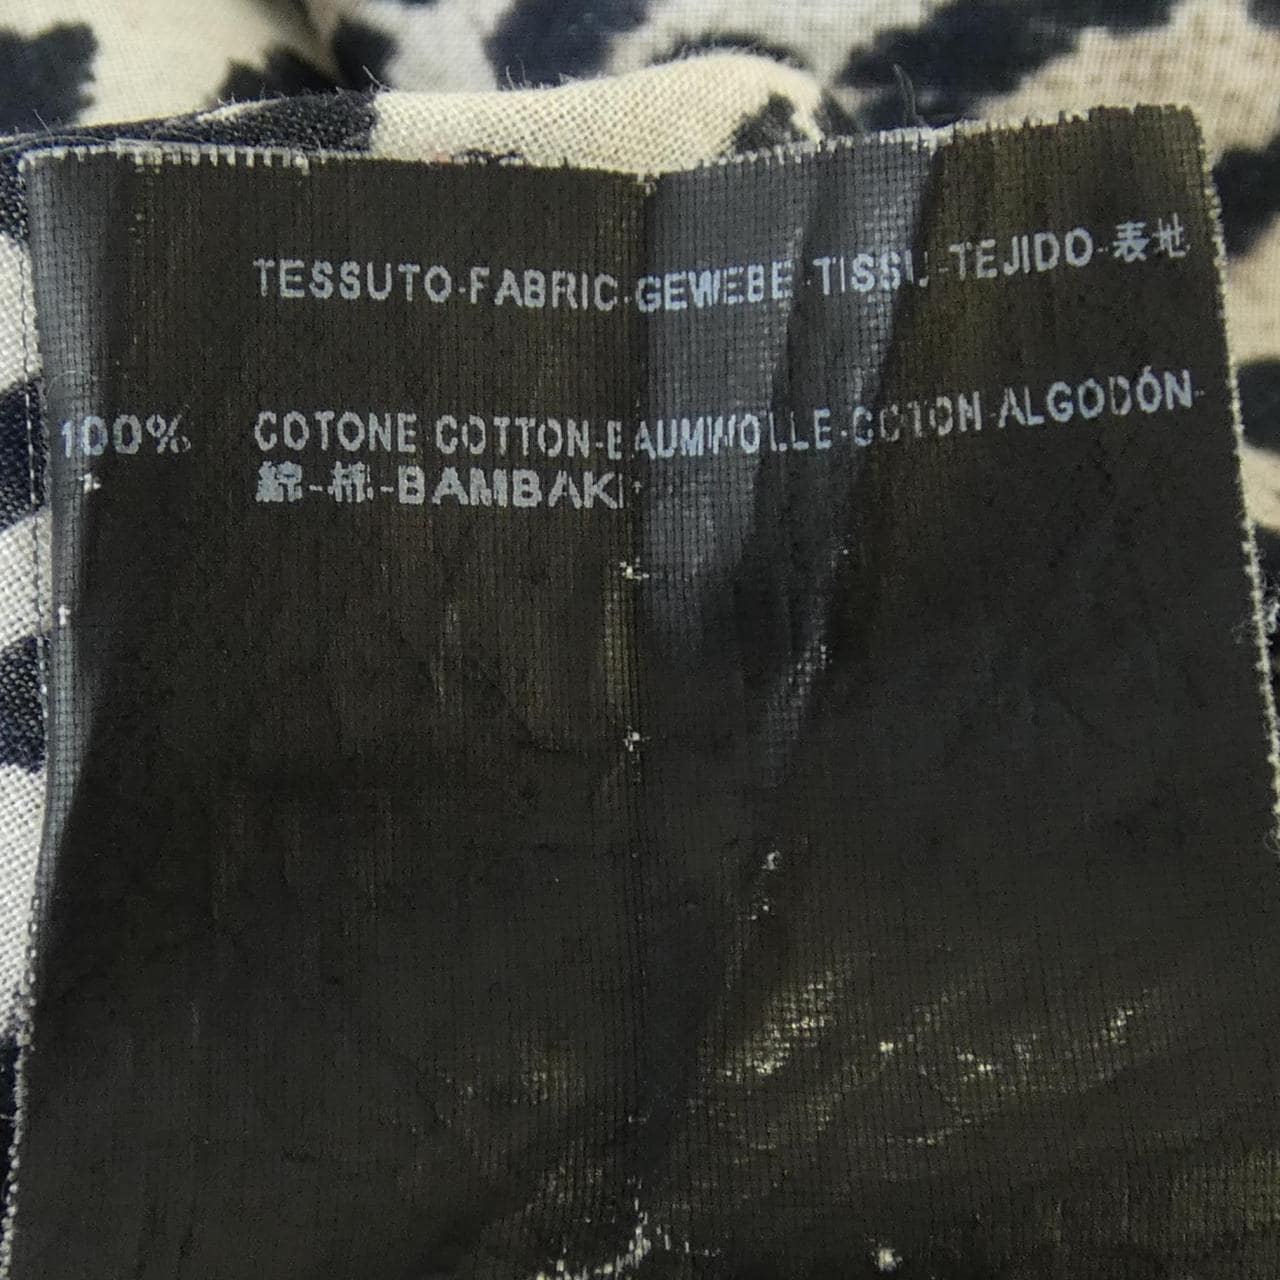 TESSUTO-FABRIC-GEWEBE-TISSU-TEJIDO-表地
100% COTONE COTTON-BAUMWOLLE-COTON-ALGODÓN-
綿-棉-BAMBAKI